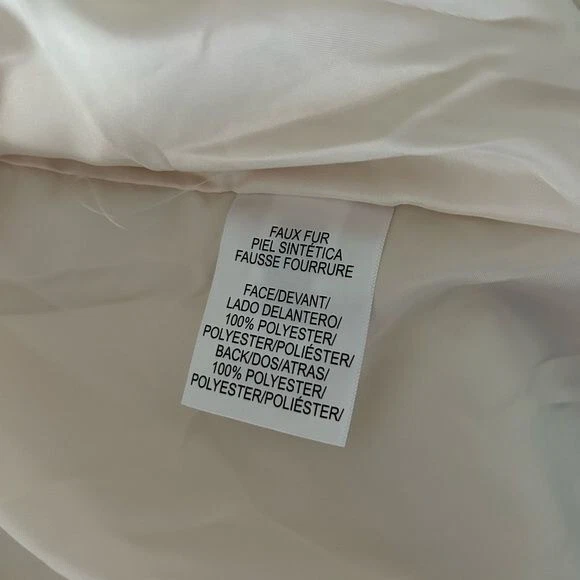 FAUX FUR
PIEL SINTÉTICA
FAUSSE FOURRURE
FACE/DEVANT/
LADO DELANTERO/
100% POLYESTER/
POLYESTER/POLIÉSTER/
BACK/DOS/ATRAS/
100% POLYESTER/
POLYESTER/POLIÉSTER/